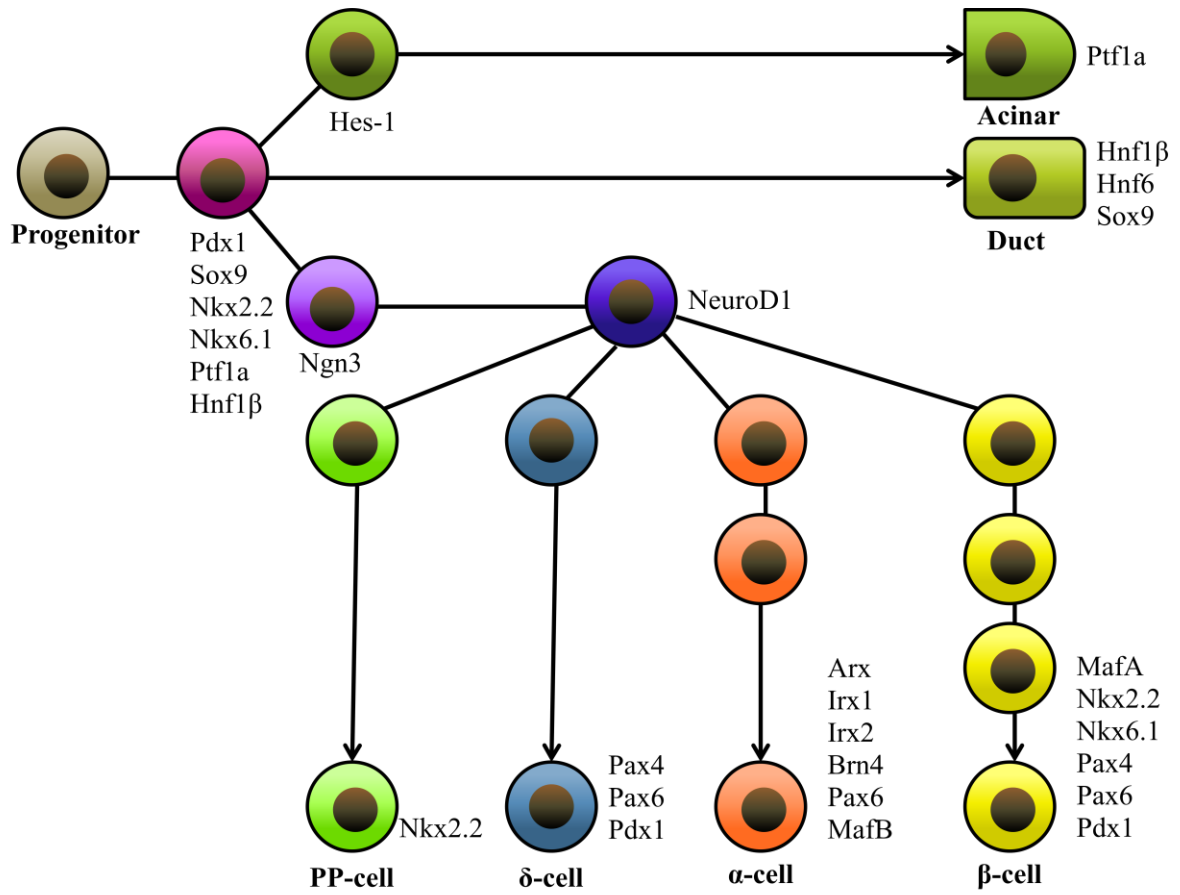 Hes-1
Ptf1a
Acinar
Progenitor
Pdx1
Sox9
Nkx2.2
Nkx6.1
Ptf1a
Hnf1β
Hnf1β
Hnf6
Sox9
Duct
Ngn3
NeuroD1
Nkx2.2
PP-cell
Pax4
Pax6
Pdx1
δ-cell
Arx
Irx1
Irx2
Brn4
Pax6
MafB
α-cell
MafA
Nkx2.2
Nkx6.1
Pax4
Pax6
Pdx1
β-cell